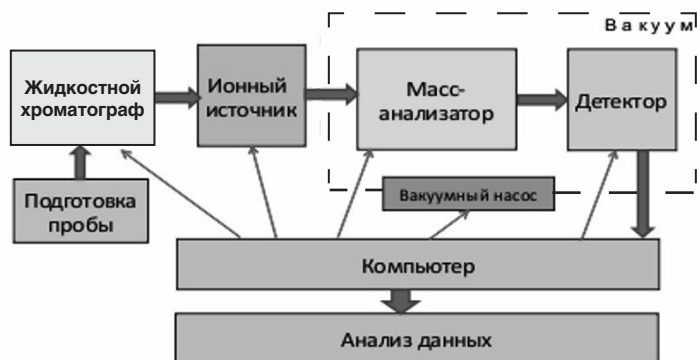 Вакуум
Жидкостной
хроматограф
Ионный
источник
Масс-
анализатор
Детектор
Подготовка
пробы
Вакуумный насос
Компьютер
Анализ данных